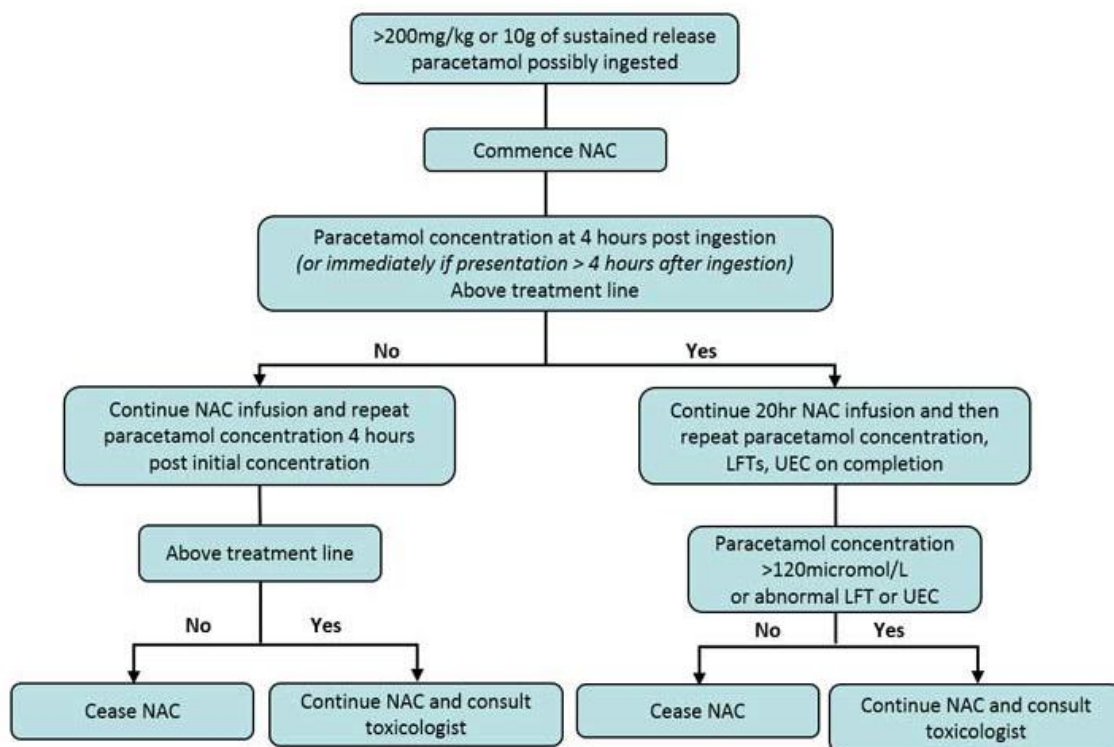 >200mg/kg or 10g of sustained release
paracetamol possibly ingested
Commence NAC
Paracetamol concentration at 4 hours post ingestion
(or immediately if presentation > 4 hours after ingestion)
Above treatment line
No
Yes
Continue NAC infusion and repeat
paracetamol concentration 4 hours
post initial concentration
Continue 20hr NAC infusion and then
repeat paracetamol concentration,
LFTs, UEC on completion
Above treatment line
Paracetamol concentration
>120micromol/L
or abnormal LFT or UEC
No
Yes
No
Yes
Cease NAC
Continue NAC and consult
toxicologist
Cease NAC
Continue NAC and consult
toxicologist